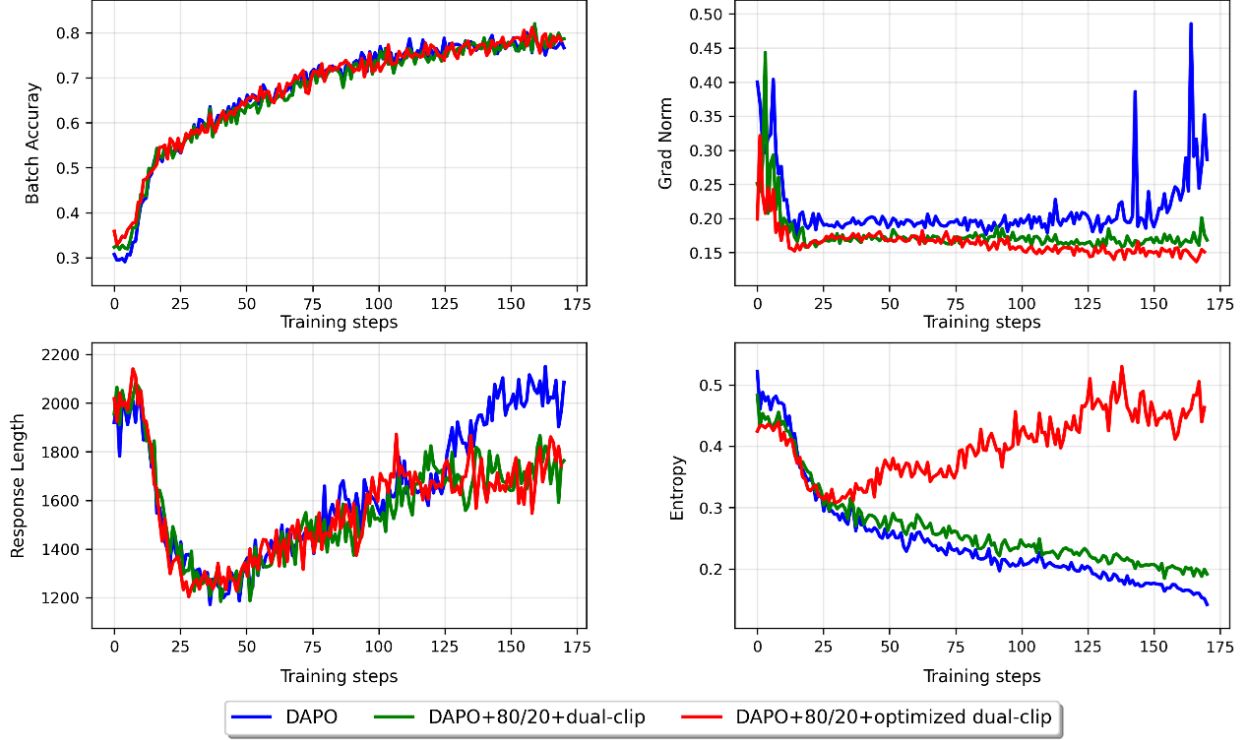 0.8
0.7
0.6
0.5
0.4
0.3
Batch Accuray
0 25 50 75 100 125 150 175
Training steps
0.50
0.45
0.40
0.35
0.30
0.25
0.20
0.15
Grad Norm
0 25 50 75 100 125 150 175
Training steps
2200
2000
1800
1600
1400
1200
Response Length
0 25 50 75 100 125 150 175
Training steps
0.5
0.4
0.3
0.2
Entropy
0 25 50 75 100 125 150 175
Training steps
DAPO DAPO+80/20+dual-clip DAPO+80/20+optimized dual-clip